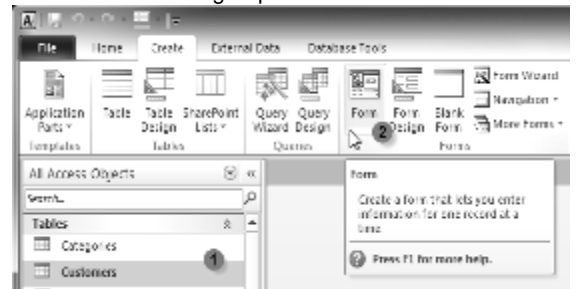 A
File Home Create External Data Database Tools
Application Parts
Table
Table Design
SharePoint Lists
Query Wizard
Query Design
Form
Form Design
Blank Form
Form Wizard
Navigation
More Forms
Templates Tables Queries Forms
2
All Access Objects
Search...
Tables
Categories
Customers
1
Form
Create a form that lets you enter
information for one record at a
time.
Press F1 for more help.